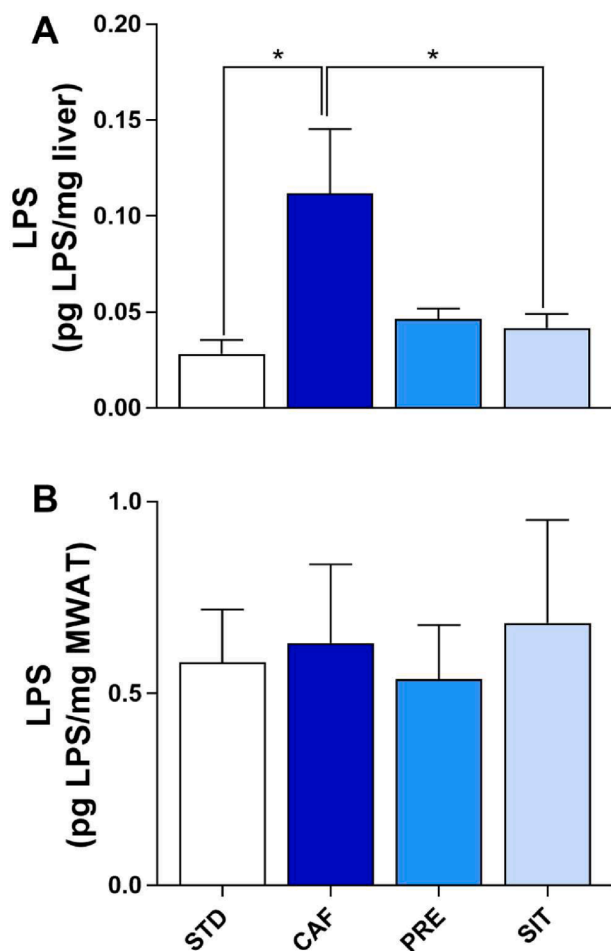 A
LPS
(pg LPS/mg liver)
0.20
0.15
0.10
0.05
0.00
*
*
B
LPS
(pg LPS/mg MWAT)
1.0
0.5
0.0
STD
CAF
PRE
SIT